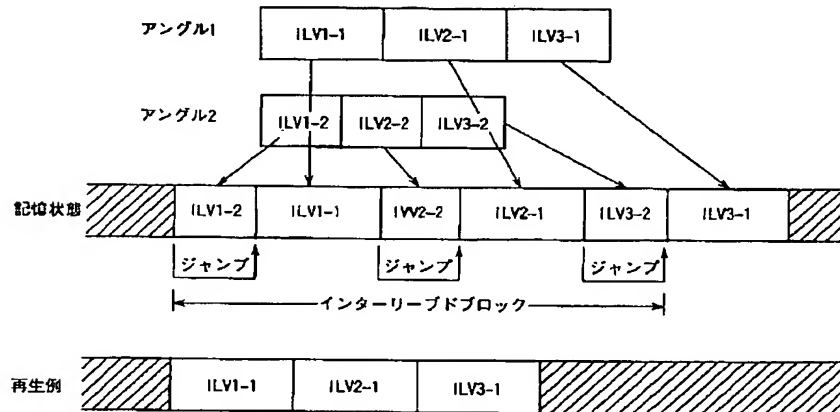 アングル1 ILV1-1 ILV2-1 ILV3-1
アングル2 ILV1-2 ILV2-2 ILV3-2
記憶状態 ILV1-2 ILV1-1 IVV2-2 ILV2-1 ILV3-2 ILV3-1
ジャンプ ジャンプ ジャンプ
インターリーブドブロック
再生例 ILV1-1 ILV2-1 ILV3-1